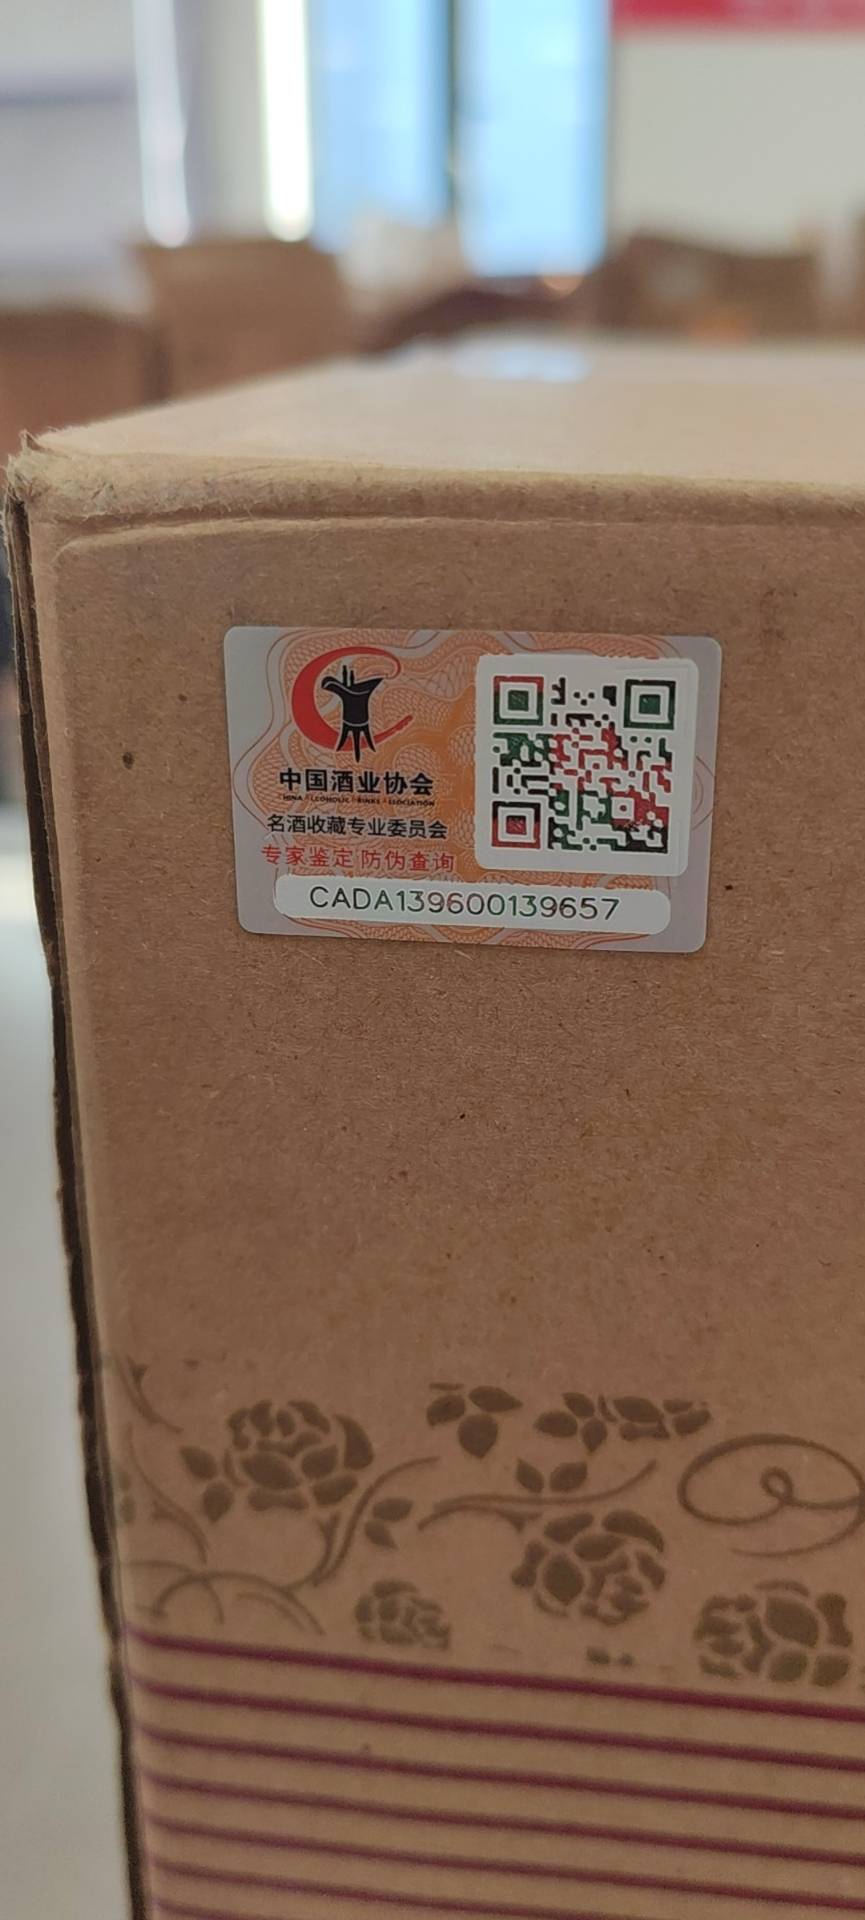 中国酒业协会
名酒收藏专业委员会
专家鉴定 防伪查询
CADA139600139657